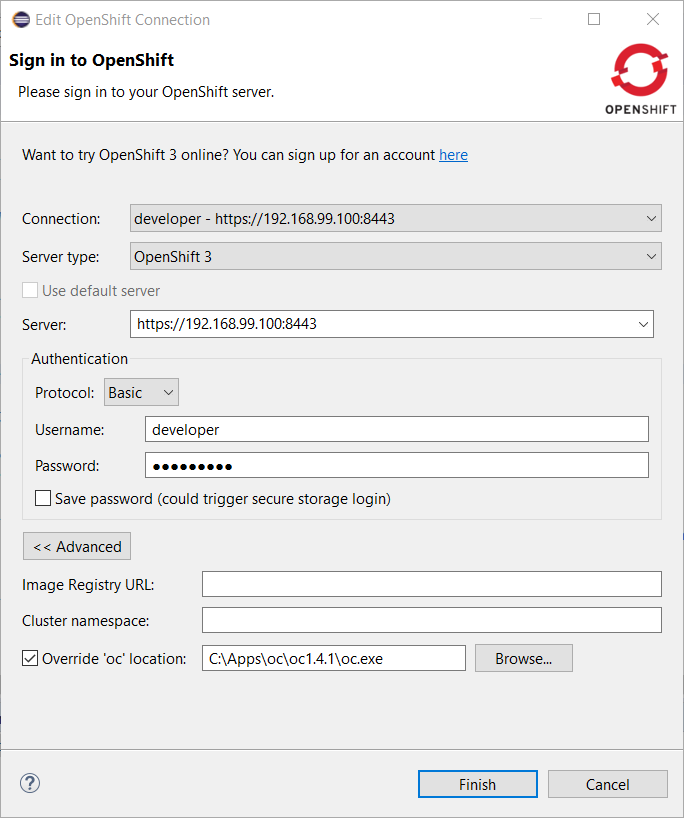 Edit OpenShift Connection
Sign in to OpenShift
Please sign in to your OpenShift server.
OPENSHIFT
Want to try OpenShift 3 online? You can sign up for an account here
Connection: developer - https://192.168.99.100:8443
Server type: OpenShift 3
Use default server
Server: https://192.168.99.100:8443
Authentication
Protocol: Basic
Username: developer
Password: ●●●●●●●●●
Save password (could trigger secure storage login)
<< Advanced
Image Registry URL:
Cluster namespace:
Override 'oc' location: C:\Apps\oc\oc1.4.1\oc.exe Browse...
? Finish Cancel